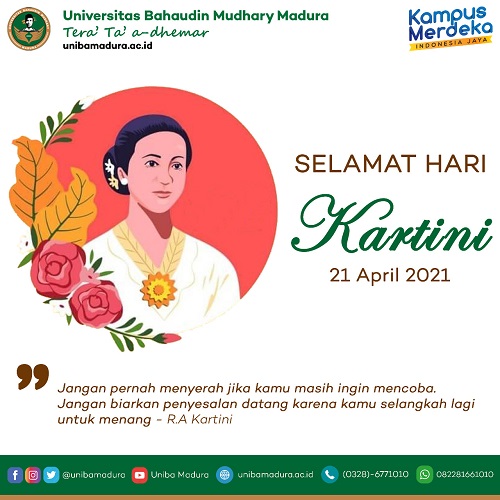 Universitas Bahaudin Mudhary Madura
Tera' Ta' a-dhemar
unibamadura.ac.id
Kampus
Merdeka
INDONESIA JAYA
SELAMAT HARI
Kartini
21 April 2021
Jangan pernah menyerah jika kamu masih ingin mencoba.
Jangan biarkan penyesalan datang karena kamu selangkah lagi
untuk menang - R.A Kartini
@unibamadura Uniba Madura unibamadura.ac.id (0328)-6771010 082281661010